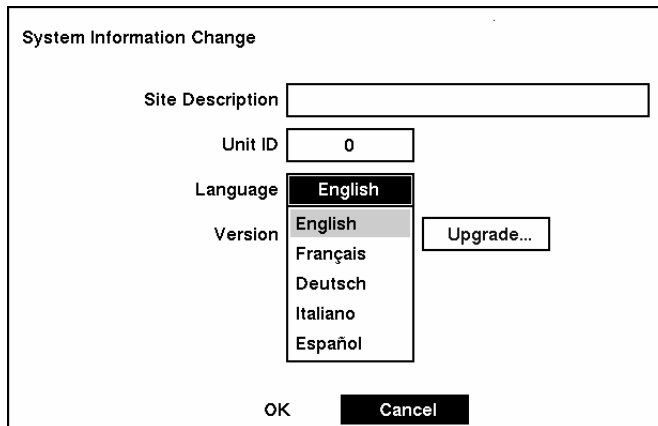 System Information Change
Site Description
Unit ID 0
Language English
Version English Upgrade...
Français
Deutsch
Italiano
Español
OK Cancel